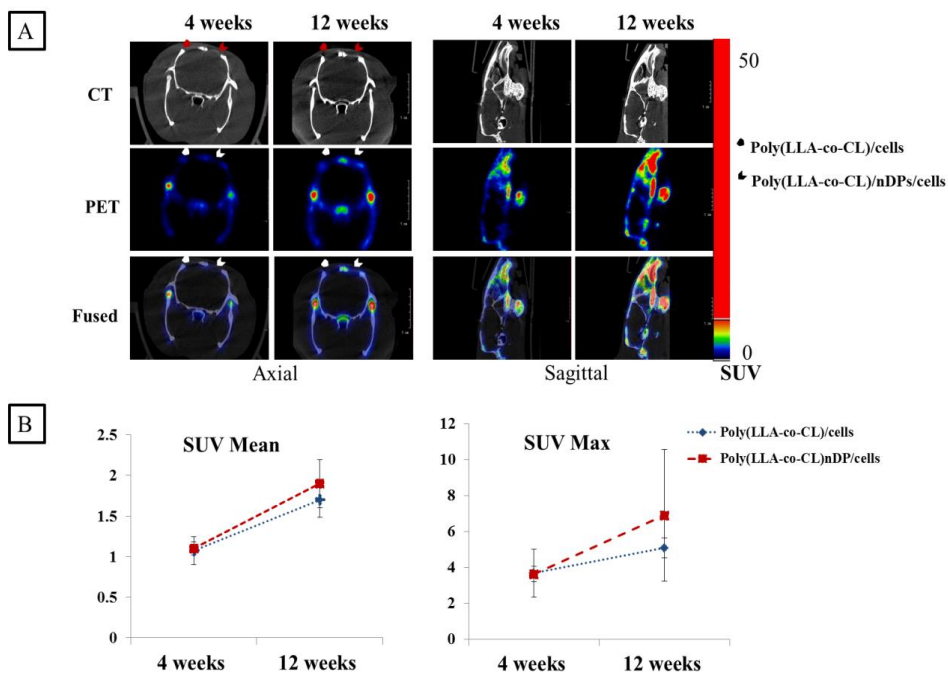 A
4 weeks 12 weeks 4 weeks 12 weeks
50
CT
Poly(LLA-co-CL)/cells
Poly(LLA-co-CL)/nDPs/cells
PET
Fused
0
Axial Sagittal SUV
B
SUV Mean
2.5
2
1.5
1
0.5
0
4 weeks 12 weeks
SUV Max
12
10
8
6
4
2
0
4 weeks 12 weeks
Poly(LLA-co-CL)/cells
Poly(LLA-co-CL)nDP/cells